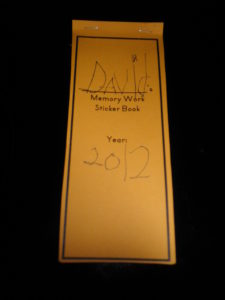 David.
Memory Work
Sticker Book
Year:
2012